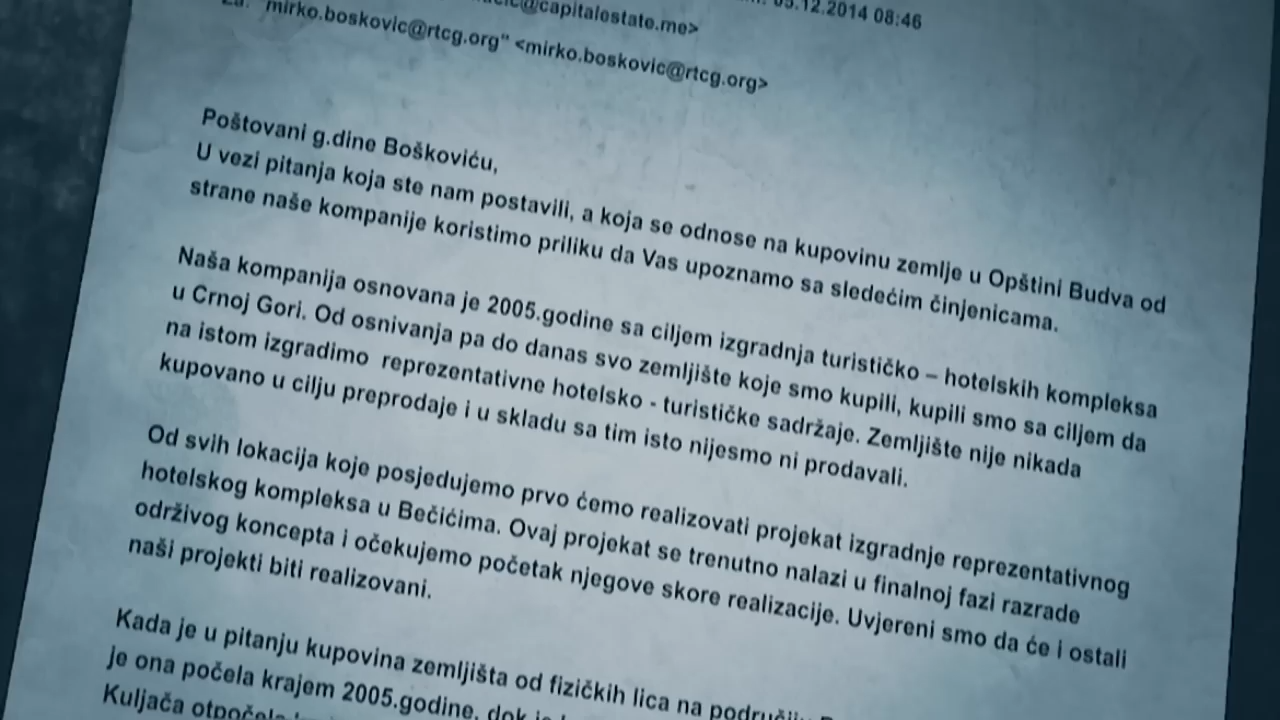 05.12.2014 08:46
@capitalestate.me>
"mirko.boskovic@rtcg.org" <mirko.boskovic@rtcg.org>
Poštovani g.dine Boškoviću,
U vezi pitanja koja ste nam postavili, a koja se odnose na kupovinu zemlje u Opštini Budva od
strane naše kompanije koristimo priliku da Vas upoznamo sa sledećim činjenicama.
Naša kompanija osnovana je 2005.godine sa ciljem izgradnja turističko – hotelskih kompleksa
u Crnoj Gori. Od osnivanja pa do danas svo zemljište koje smo kupili, kupili smo sa ciljem da
na istom izgradimo reprezentativne hotelsko - turističke sadržaje. Zemljište nije nikada
kupovano u cilju preprodaje i u skladu sa tim isto nijesmo ni prodavali.
Od svih lokacija koje posjedujemo prvo ćemo realizovati projekat izgradnje reprezentativnog
hotelskog kompleksa u Bečićima. Ovaj projekat se trenutno nalazi u finalnoj fazi razrade
održivog koncepta i očekujemo početak njegove skore realizacije. Uvjereni smo da će i ostali
naši projekti biti realizovani.
Kada je u pitanju kupovina zemljišta od fizičkih lica na području
je ona počela krajem 2005.godine, dok je
Kuljača otpočela